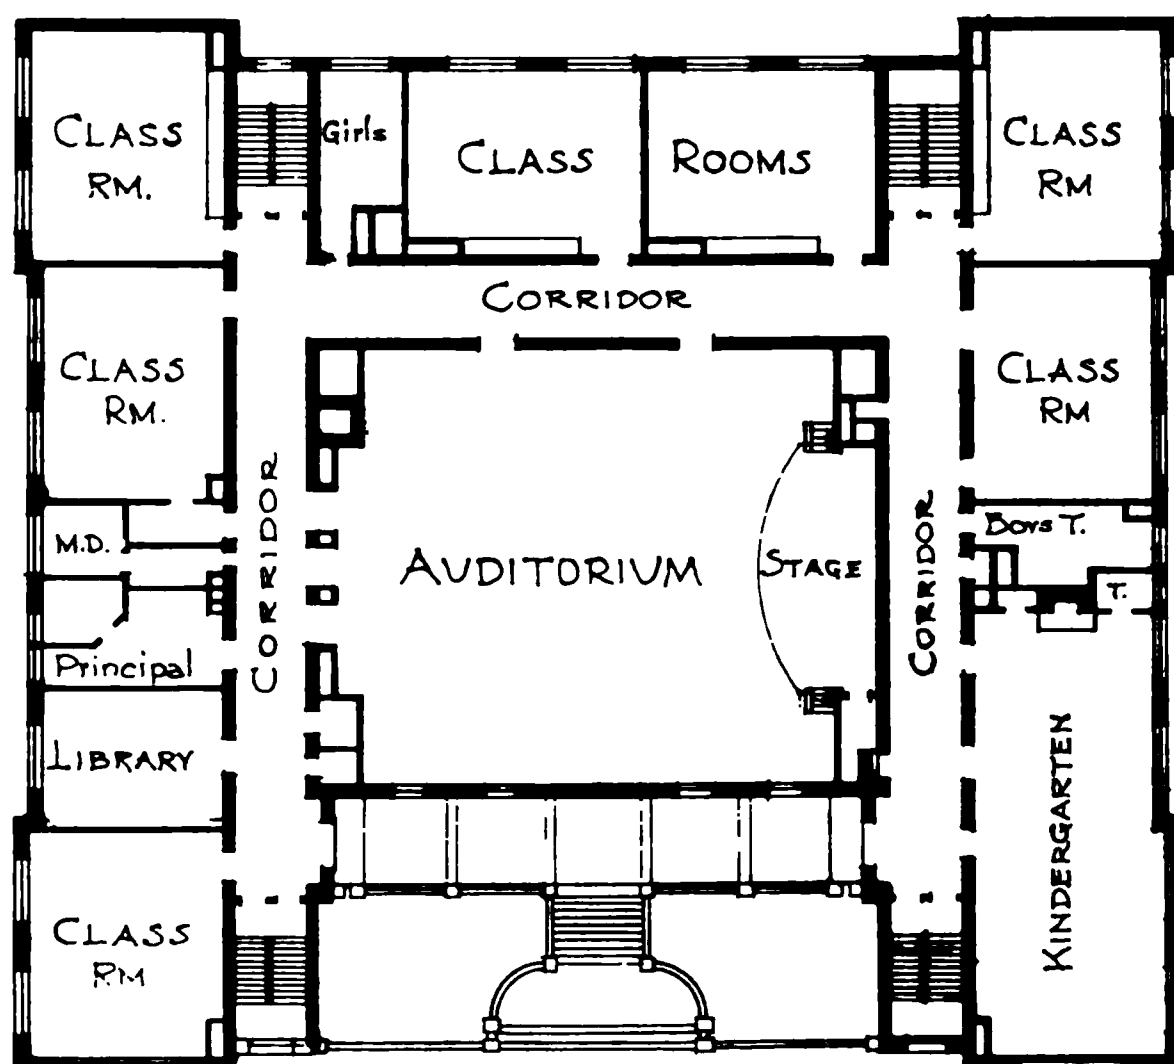 CLASS
RM.
Girls
CLASS
ROOMS
CLASS
RM
CORRIDOR
CLASS
RM.
CLASS
RM
CORRIDOR
AUDITORIUM
STAGE
CORRIDOR
M.D.
Boys T.
T.
Principal
LIBRARY
KINDERGARTEN
CLASS
RM